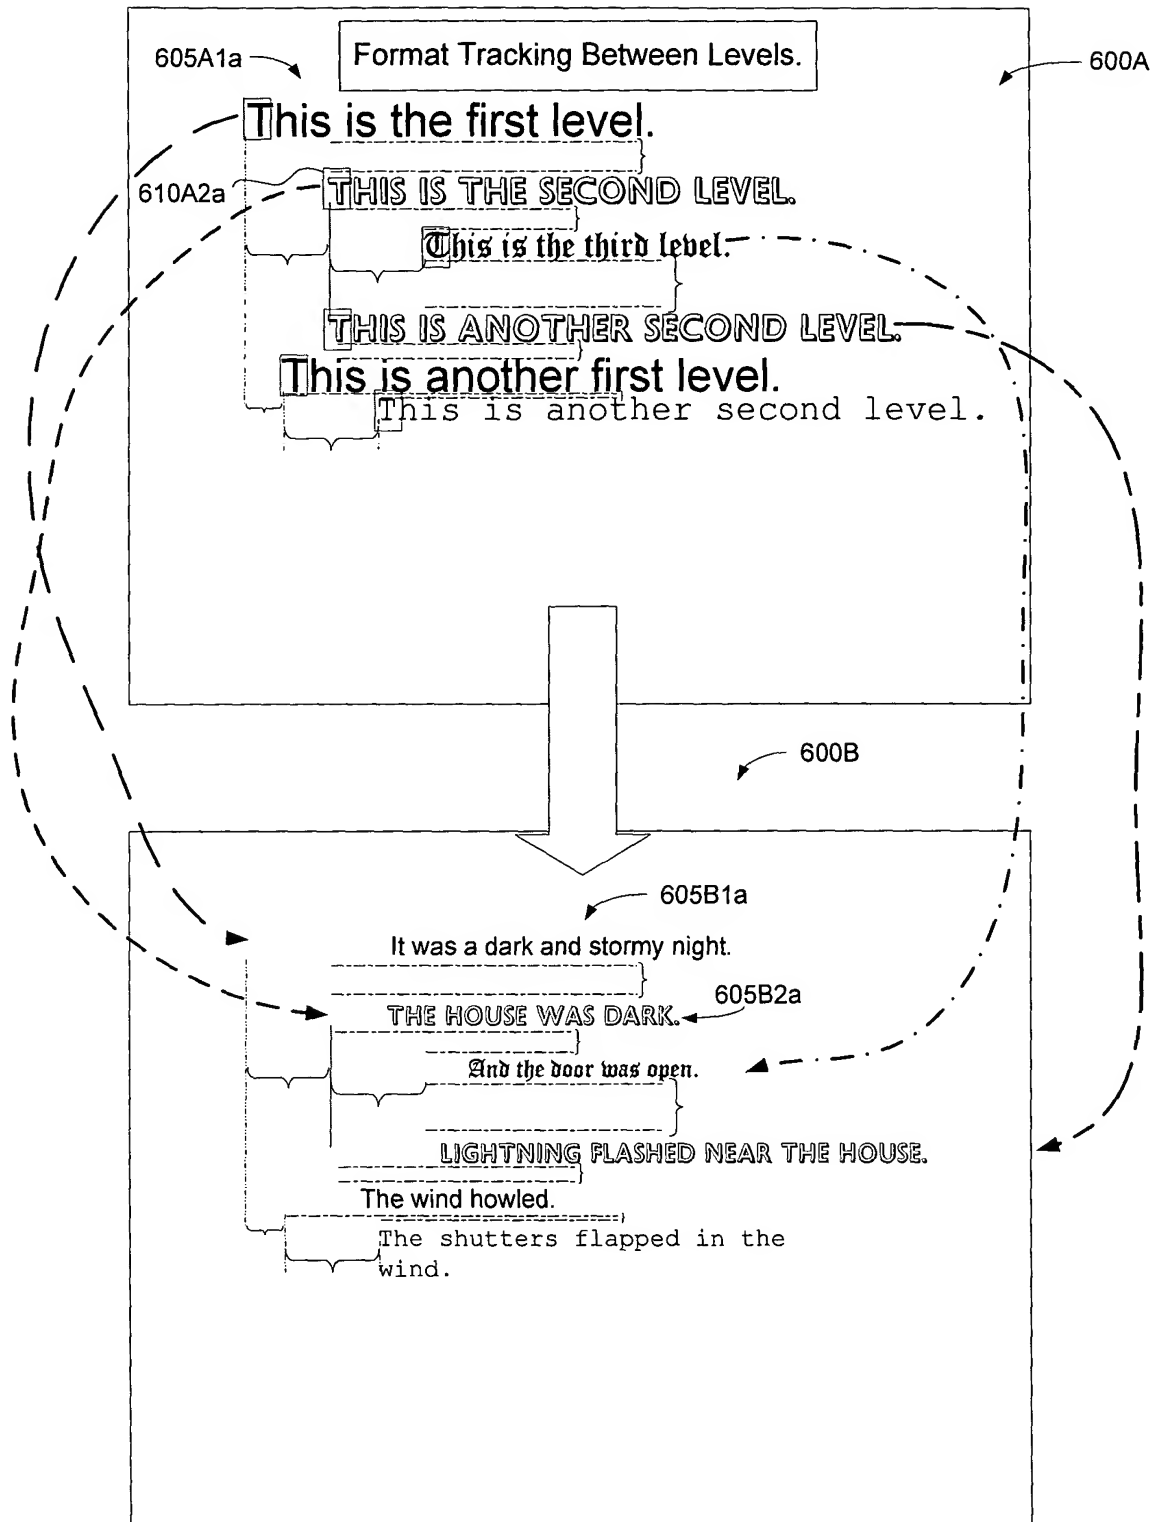 Format Tracking Between Levels.
605A1a
600A
This is the first level.
610A2a
THIS IS THE SECOND LEVEL.
This is the third level.
THIS IS ANOTHER SECOND LEVEL.
This is another first level.
This is another second level.
600B
605B1a
It was a dark and stormy night.
605B2a
THE HOUSE WAS DARK.
And the door was open.
LIGHTNING FLASHED NEAR THE HOUSE.
The wind howled.
The shutters flapped in the
wind.